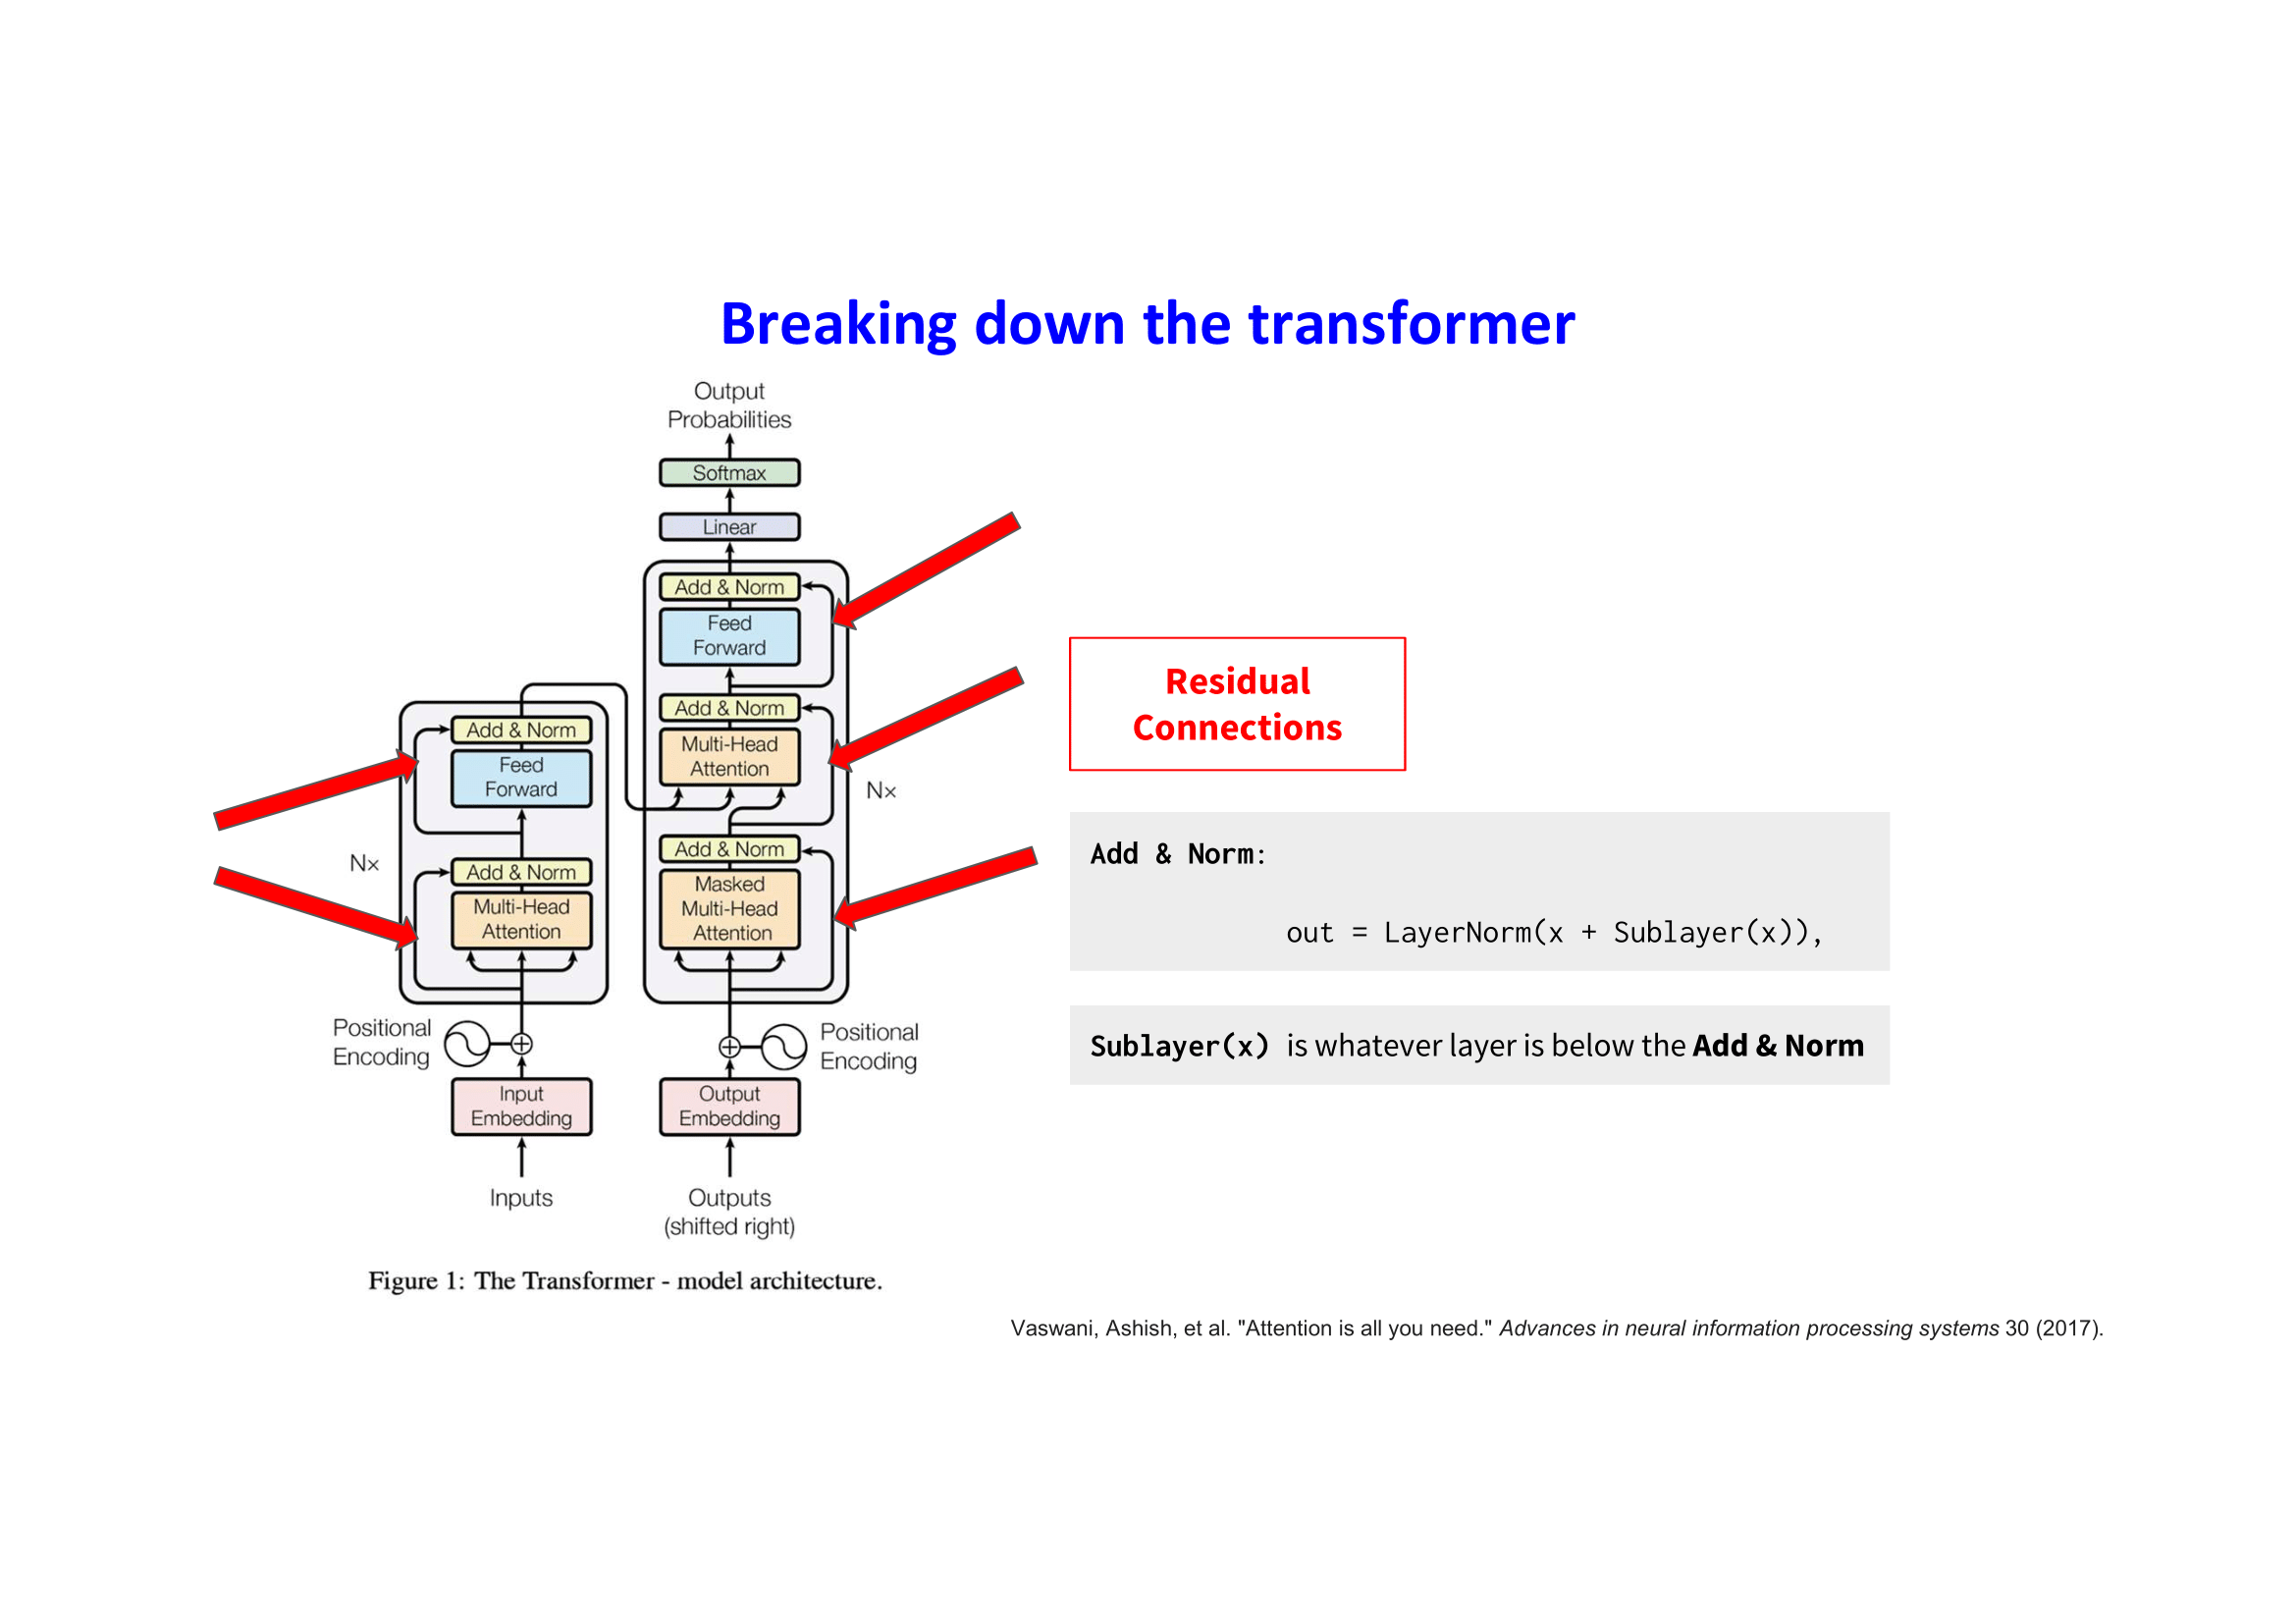 Breaking down the transformer
Output
Probabilities
Softmax
Linear
Add & Norm
Feed
Forward
Add & Norm
Multi-Head
Attention
N×
Add & Norm
Masked
Multi-Head
Attention
Add & Norm
Feed
Forward
N×
Add & Norm
Multi-Head
Attention
Positional
Encoding
Positional
Encoding
Input
Embedding
Output
Embedding
Inputs
Outputs
(shifted right)
Figure 1: The Transformer - model architecture.
Residual
Connections
Add & Norm:
out = LayerNorm(x + Sublayer(x)),
Sublayer(x) is whatever layer is below the Add & Norm
Vaswani, Ashish, et al. "Attention is all you need." Advances in neural information processing systems 30 (2017).